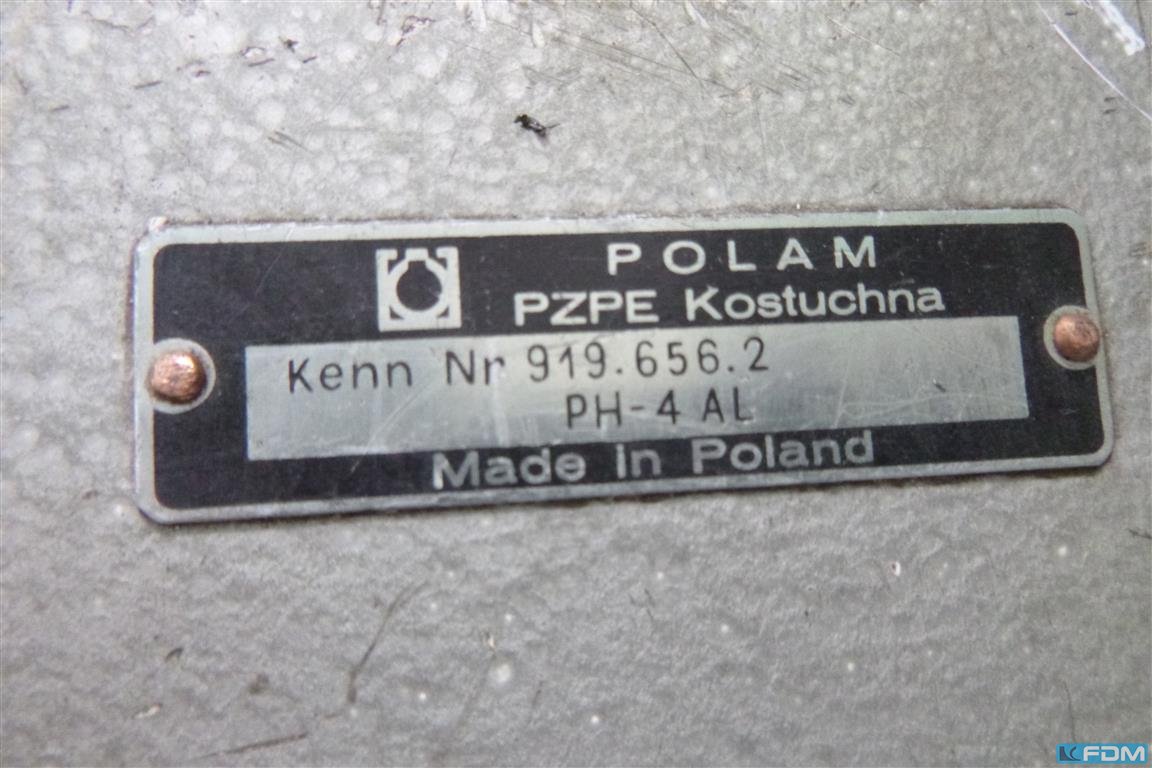 POLAM
PZPE Kostuchna
Kenn Nr 919.656.2
PH-4 AL
Made in Poland
FDM